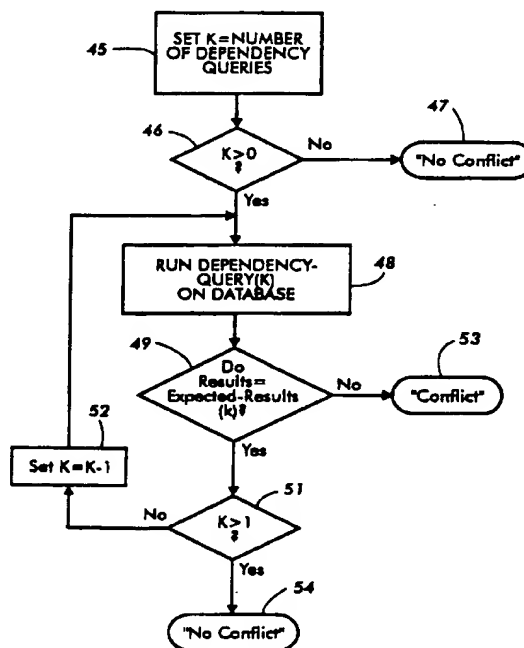 45
SET K=NUMBER
OF DEPENDENCY
QUERIES
46
K>0
?
No
47
"No Conflict"
Yes
RUN DEPENDENCY-
QUERY(K)
ON DATABASE
48
49
Do
Results=
Expected-Results
(k)?
No
53
"Conflict"
Yes
52
Set K=K-1
51
K>1
?
No
Yes
54
"No Conflict"